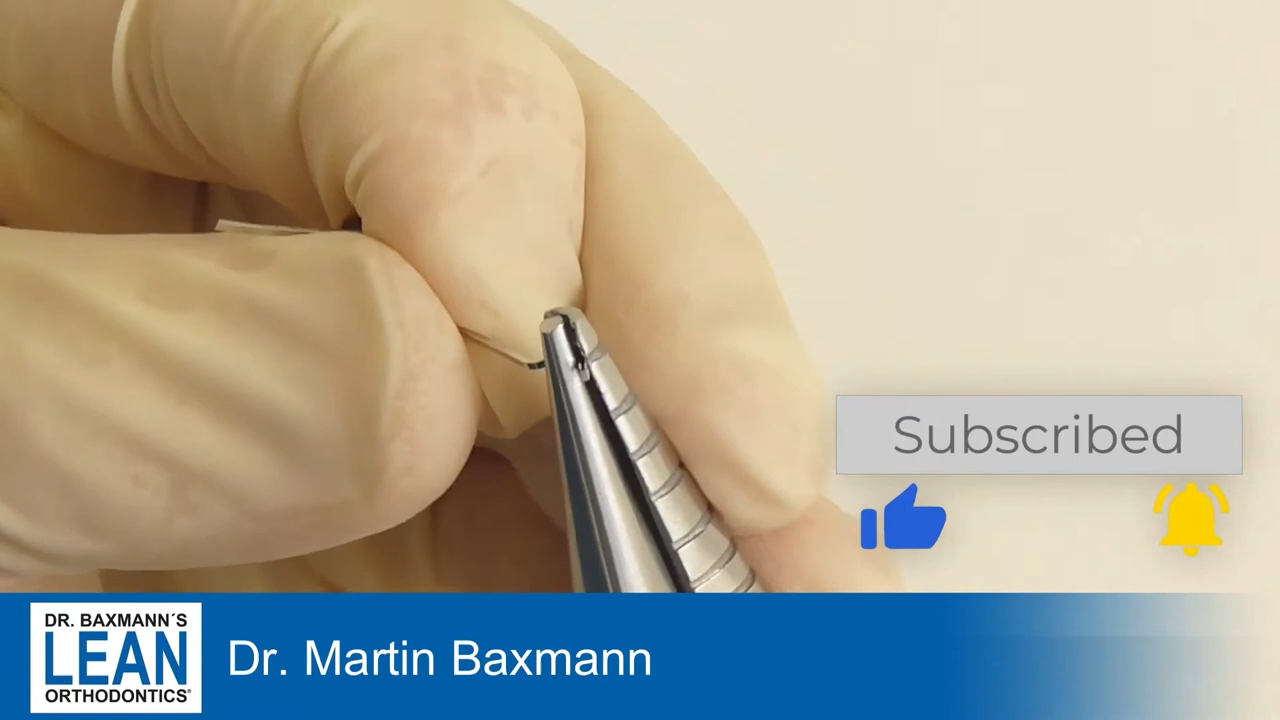 Subscribed
DR. BAXMANN´S
LEAN
ORTHODONTICS®
Dr. Martin Baxmann